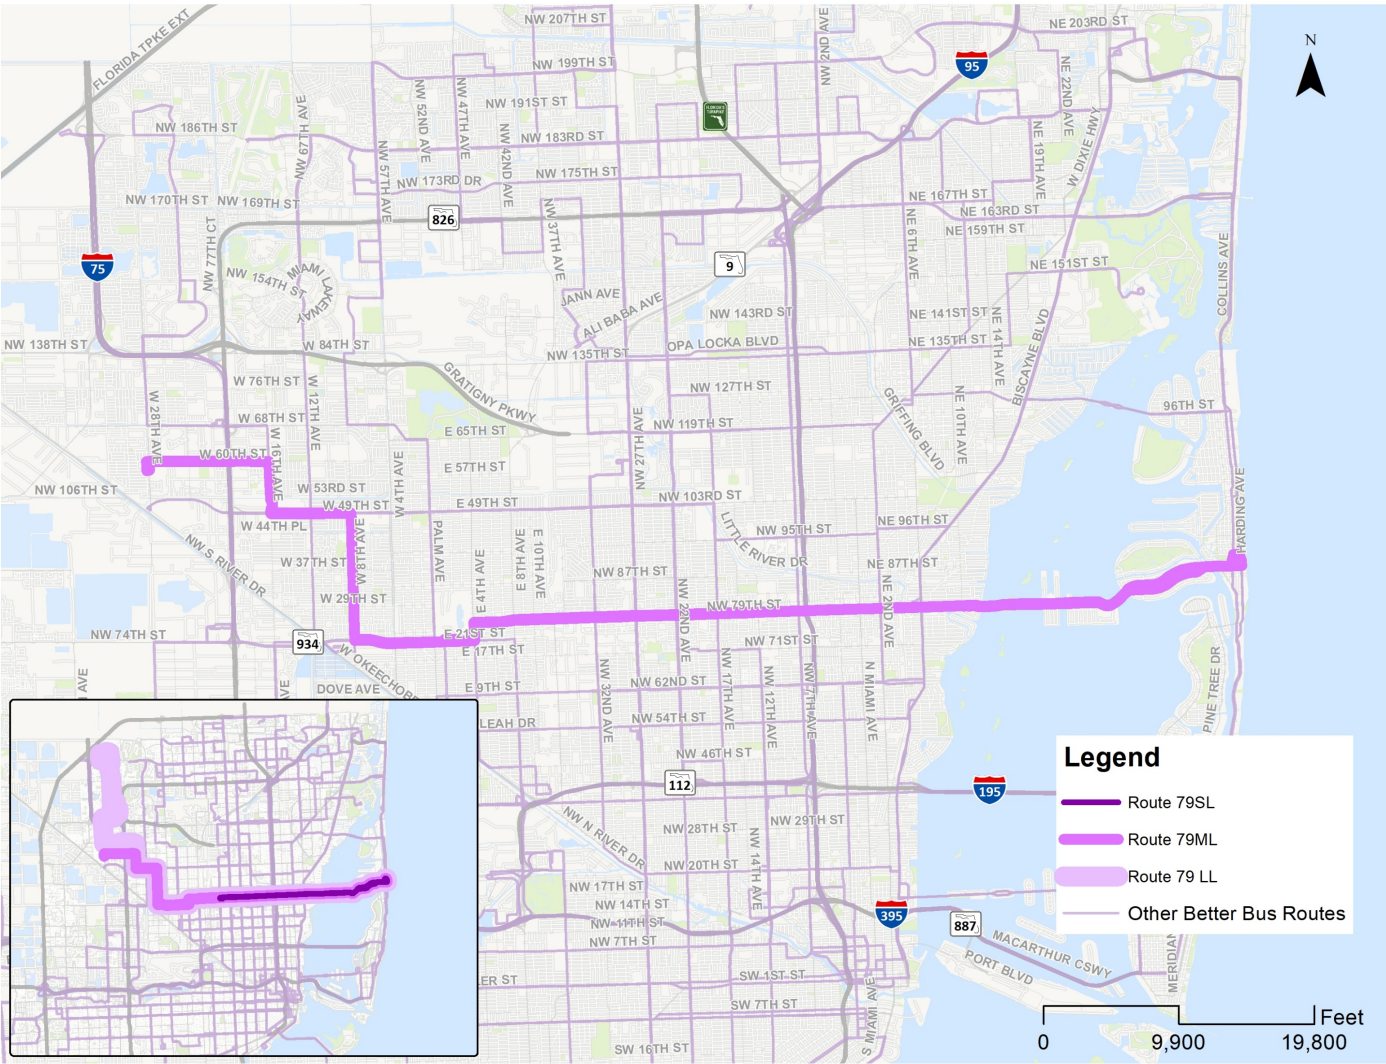 FLORIDA TPKE EXT
NW 207TH ST
NW 2ND AVE
NE 203RD ST
N
95
NW 199TH ST
NE 22ND AVE
NW 67TH AVE
NW 52ND AVE
NW 47TH AVE
NW 191ST ST
FLORIDA'S TURNPIKE
W DIXIE HWY
NW 186TH ST
NW 42ND AVE
NW 183RD ST
NE 19TH AVE
NW 57TH AVE
NW 173RD DR
NW 175TH ST
NW 170TH ST
NW 169TH ST
NE 167TH ST
826
NW 37TH AVE
NE 163RD ST
NE 159TH ST
NE 6TH AVE
NW 77TH CT
COLLINS AVE
75
9
NW 154TH ST
MIAMI LAKEWAY
NE 151ST ST
JANN AVE
ALI BABA AVE
NW 143RD ST
NE 141ST ST
NE 14TH AVE
BISCAYNE BLVD
NW 138TH ST
W 84TH ST
NW 135TH ST
OPA LOCKA BLVD
NE 135TH ST
GRATIGNY PKWY
W 76TH ST
W 12TH AVE
NW 127TH ST
GRIFFING BLVD
NE 10TH AVE
W 28TH AVE
W 68TH ST
96TH ST
NW 27TH AVE
NW 119TH ST
E 65TH ST
W 60TH ST
W 16TH AVE
W 4TH AVE
E 57TH ST
HARDING AVE
NW 106TH ST
W 53RD ST
NW 103RD ST
W 49TH ST
E 49TH ST
W 44TH PL
W 8TH AVE
PALM AVE
LITTLE RIVER DR
NW 95TH ST
NE 96TH ST
NW S RIVER DR
E 8TH AVE
E 10TH AVE
W 37TH ST
E 4TH AVE
NW 87TH ST
NE 87TH ST
W 29TH ST
NW 22ND AVE
NW 79TH ST
NE 2ND AVE
NW 74TH ST
934
E 21ST ST
NW 71ST ST
W OKEECHOBE
E 17TH ST
PINE TREE DR
AVE
AVE
DOVE AVE
E 9TH ST
NW 32ND AVE
NW 62ND ST
NW 17TH AVE
NW 12TH AVE
NW 7TH AVE
N MIAMI AVE
LEAH DR
NW 54TH ST
NW 46TH ST
112
195
Legend
Route 79SL
Route 79ML
Route 79 LL
Other Better Bus Routes
NW N RIVER DR
NW 28TH ST
NW 29TH ST
NW 14TH AVE
NW 20TH ST
NW 17TH ST
NW 14TH ST
NW 11TH ST
NW 7TH ST
395
887
MACARTHUR CSWY
PORT BLVD
MERIDIAN
LER ST
SW 1ST ST
SW 7TH ST
S MIAMI AVE
SW 16TH ST
Feet
0 9,900 19,800